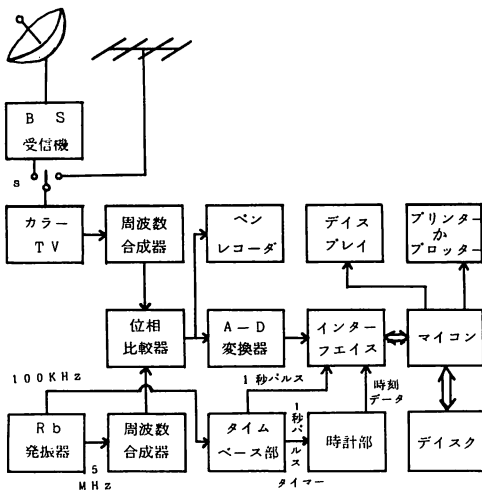 B S
受信機
s
カラー
TV
周波数
合成器
ペン
レコーダ
デイス
プレイ
プリンター
か
プロッター
位相
比較器
A－D
変換器
インター
フエイス
マイコン
100KHz
1秒パルス
時刻
データ
Rb
発振器
5
MHz
周波数
合成器
タイム
ベース部
1秒パルス
タイマー
時計部
デイスク